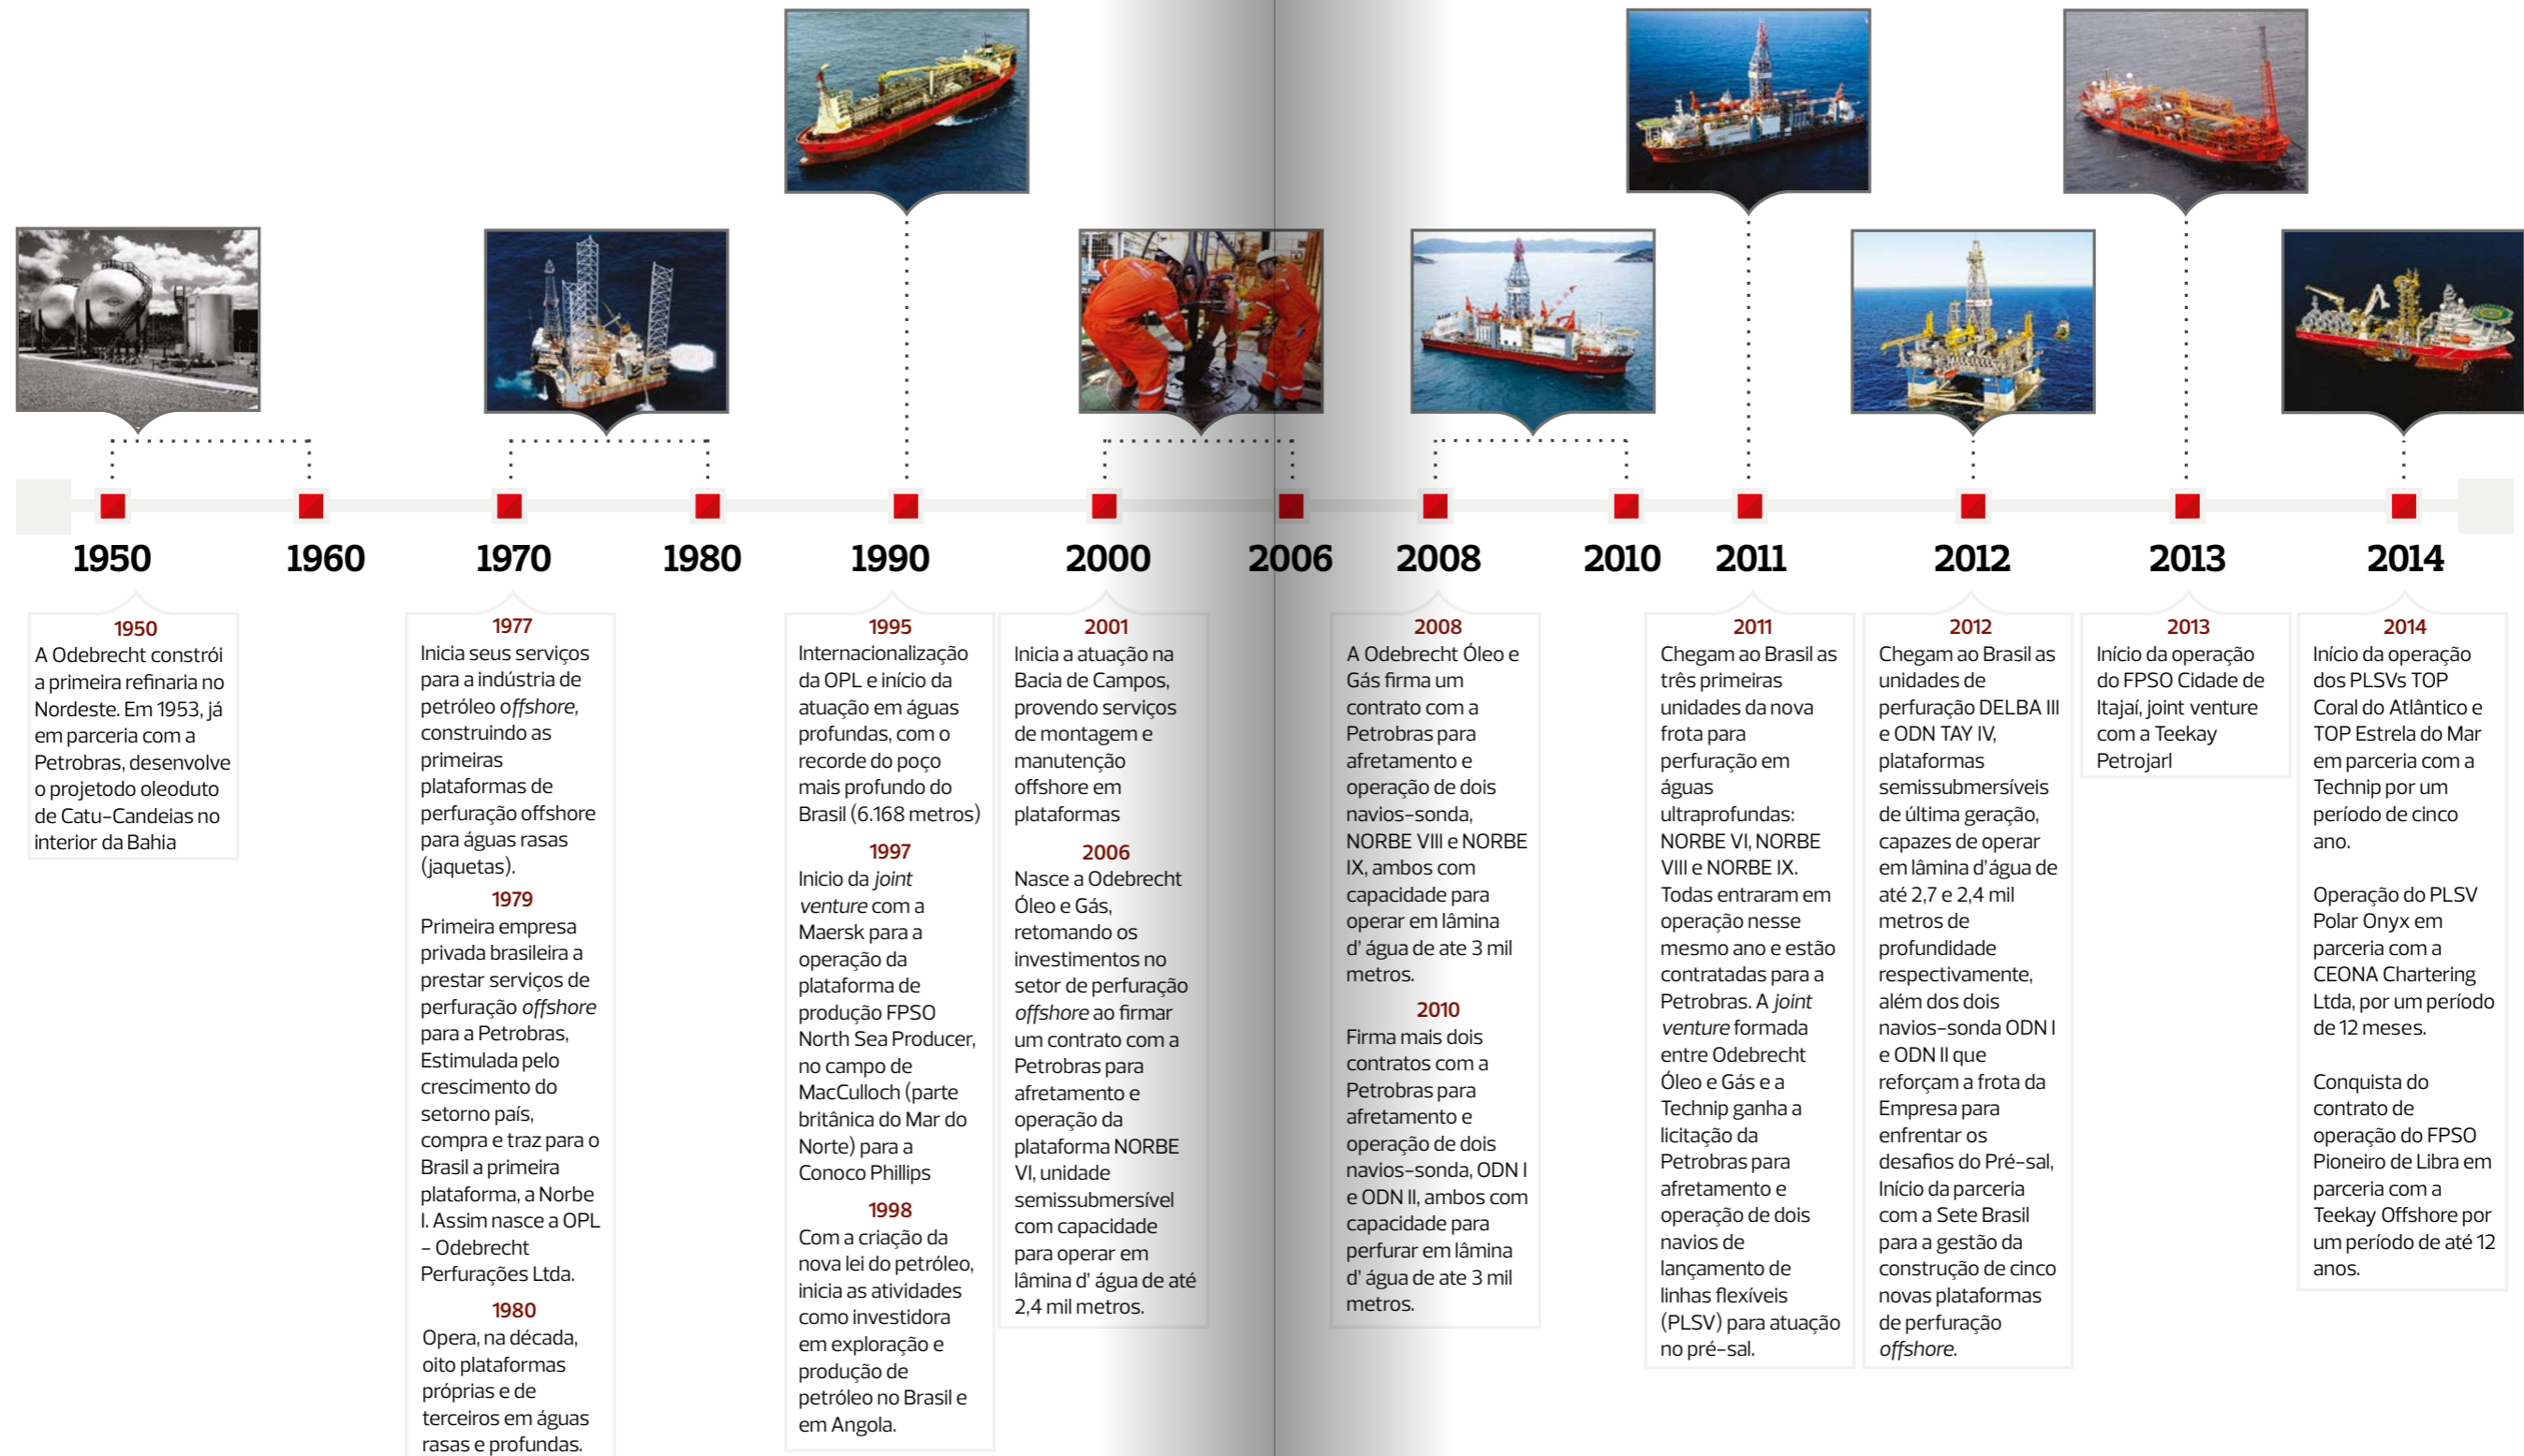 1950
1960
1970
1980
1990
2000
2006
2008
2010
2011
2012
2013
2014
1950
A Odebrecht constrói
a primeira refinaria no
Nordeste. Em 1953, já
em parceria com a
Petrobras, desenvolve
o projetodo oleoduto
de Catu-Candeias no
interior da Bahia
1977
Inicia seus serviços
para a indústria de
petróleo offshore,
construindo as
primeiras
plataformas de
perfuração offshore
para águas rasas
(jaquetas).
1979
Primeira empresa
privada brasileira a
prestar serviços de
perfuração offshore
para a Petrobras,
Estimulada pelo
crescimento do
setorno país,
compra e traz para o
Brasil a primeira
plataforma, a Norbe
I. Assim nasce a OPL
- Odebrecht
Perfurações Ltda.
1980
Opera, na década,
oito plataformas
próprias e de
terceiros em águas
rasas e profundas.
1995
Internacionalização
da OPL e início da
atuação em águas
profundas, com o
recorde do poço
mais profundo do
Brasil (6.168 metros)
1997
Inicio da joint
venture com a
Maersk para a
operação da
plataforma de
produção FPSO
North Sea Producer,
no campo de
MacCulloch (parte
britânica do Mar do
Norte) para a
Conoco Phillips
1998
Com a criação da
nova lei do petróleo,
inicia as atividades
como investidora
em exploração e
produção de
petróleo no Brasil e
em Angola.
2001
Inicia a atuação na
Bacia de Campos,
provendo serviços
de montagem e
manutenção
offshore em
plataformas
2006
Nasce a Odebrecht
Óleo e Gás,
retomando os
investimentos no
setor de perfuração
offshore ao firmar
um contrato com a
Petrobras para
afretamento e
operação da
plataforma NORBE
VI, unidade
semissubmersível
com capacidade
para operar em
lâmina d' água de até
2,4 mil metros.
2008
A Odebrecht Óleo e
Gás firma um
contrato com a
Petrobras para
afretamento e
operação de dois
navios-sonda,
NORBE VIII e NORBE
IX, ambos com
capacidade para
operar em lâmina
d' água de ate 3 mil
metros.
2010
Firma mais dois
contratos com a
Petrobras para
afretamento e
operação de dois
navios-sonda, ODN I
e ODN II, ambos com
capacidade para
perfurar em lâmina
d' água de ate 3 mil
metros.
2011
Chegam ao Brasil as
três primeiras
unidades da nova
frota para
perfuração em
águas
ultraprofundas:
NORBE VI, NORBE
VIII e NORBE IX.
Todas entraram em
operação nesse
mesmo ano e estão
contratadas para a
Petrobras. A joint
venture formada
entre Odebrecht
Óleo e Gás e a
Technip ganha a
licitação da
Petrobras para
afretamento e
operação de dois
navios de
lançamento de
linhas flexíveis
(PLSV) para atuação
no pré-sal.
2012
Chegam ao Brasil as
unidades de
perfuração DELBA III
e ODN TAY IV,
plataformas
semissubmersíveis
de última geração,
capazes de operar
em lâmina d'água de
até 2,7 e 2,4 mil
metros de
profundidade
respectivamente,
além dos dois
navios-sonda ODN I
e ODN II que
reforçam a frota da
Empresa para
enfrentar os
desafios do Pré-sal,
Início da parceria
com a Sete Brasil
para a gestão da
construção de cinco
novas plataformas
de perfuração
offshore.
2013
Início da operação
do FPSO Cidade de
Itajaí, joint venture
com a Teekay
Petrojarl
2014
Início da operação
dos PLSVs TOP
Coral do Atlântico e
TOP Estrela do Mar
em parceria com a
Technip por um
período de cinco
ano.
Operação do PLSV
Polar Onyx em
parceria com a
CEONA Chartering
Ltda, por um período
de 12 meses.
Conquista do
contrato de
operação do FPSO
Pioneiro de Libra em
parceria com a
Teekay Offshore por
um período de até 12
anos.